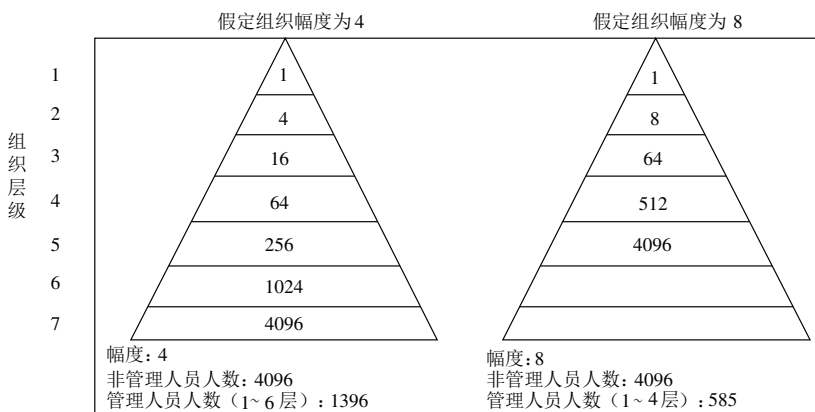 假定组织幅度为4
假定组织幅度为 8
组织层级
1
1
1
2
4
8
3
16
64
4
64
512
5
256
4096
6
1024
7
4096
幅度: 4
非管理人员人数: 4096
管理人员人数（1~6层）: 1396
幅度: 8
非管理人员人数: 4096
管理人员人数（1~4层）: 585